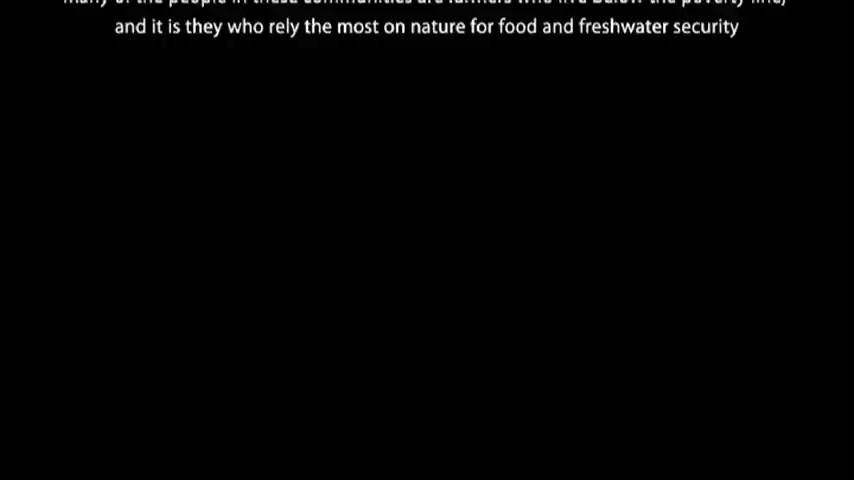 many of the people in these communities are farmers who live below the poverty line,
and it is they who rely the most on nature for food and freshwater security